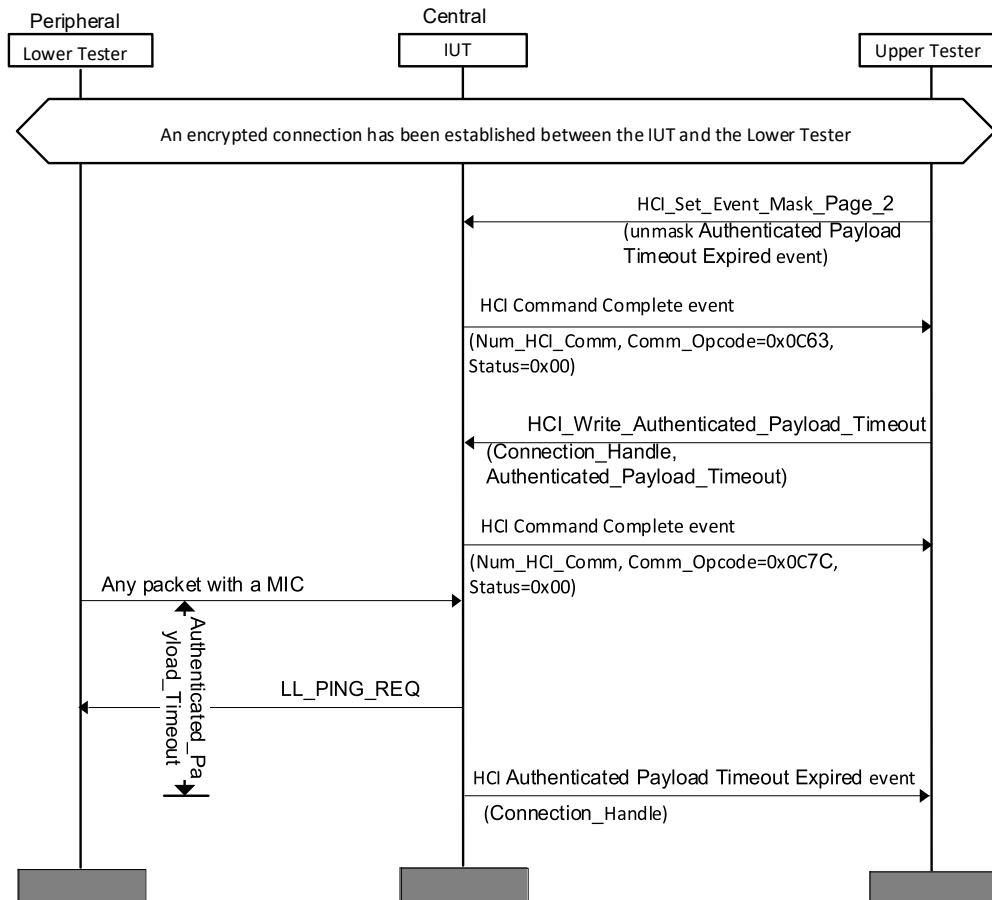 Peripheral
Central
Lower Tester
IUT
Upper Tester
An encrypted connection has been established between the IUT and the Lower Tester
HCI_Set_Event_Mask_Page_2
(unmask Authenticated Payload
Timeout Expired event)
HCI Command Complete event
(Num_HCI_Comm, Comm_Opcode=0x0C63,
Status=0x00)
HCI_Write_Authenticated_Payload_Timeout
(Connection_Handle,
Authenticated_Payload_Timeout)
HCI Command Complete event
(Num_HCI_Comm, Comm_Opcode=0x0C7C,
Status=0x00)
Any packet with a MIC
Authenticated_Pa
yload_Timeout
LL_PING_REQ
HCI Authenticated Payload Timeout Expired event
(Connection_Handle)